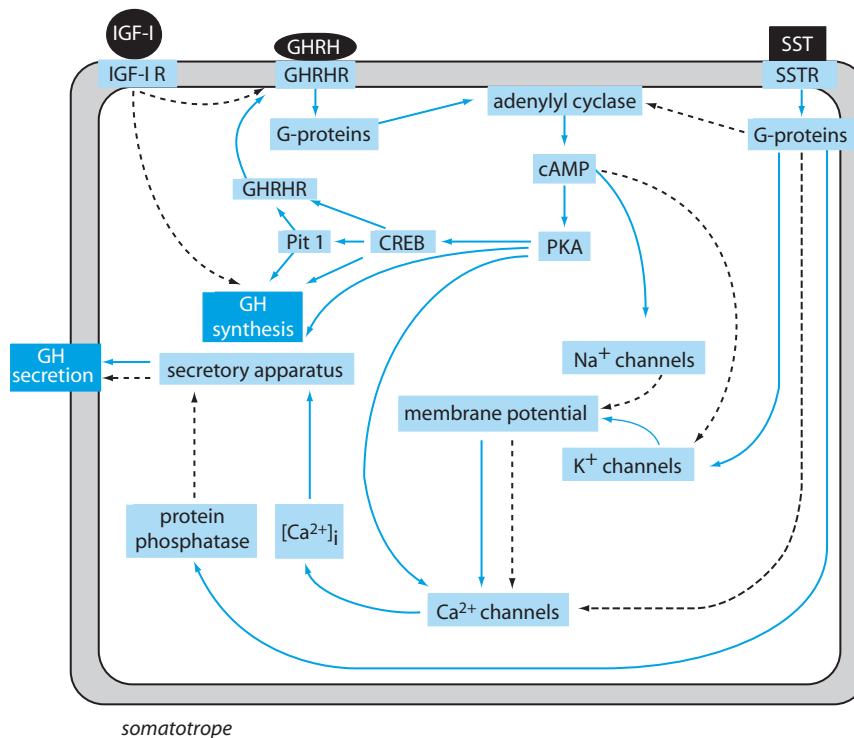 IGF-I
GHRH
SST
IGF-I R
GHRHR
SSTR
adenylyl cyclase
G-proteins
G-proteins
cAMP
GHRHR
Pit 1
CREB
PKA
GH
synthesis
GH
secretion
secretory apparatus
Na⁺ channels
membrane potential
K⁺ channels
protein
phosphatase
[Ca²⁺]i
Ca²⁺ channels
somatotrope